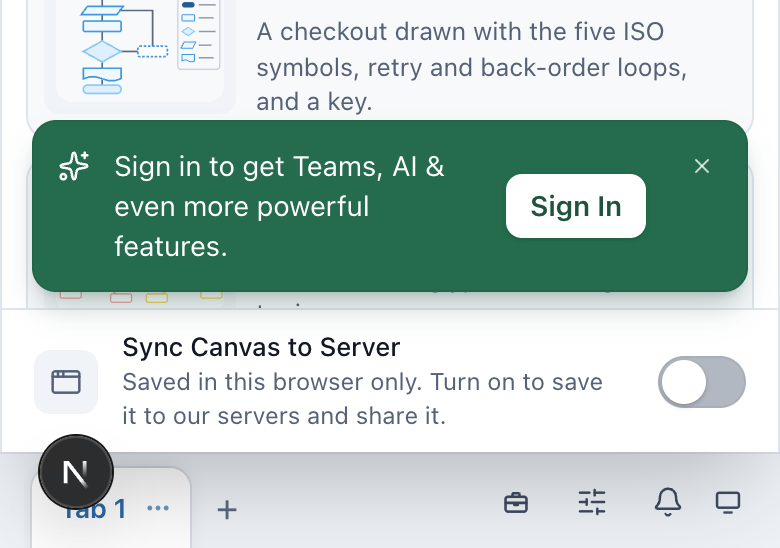 A checkout drawn with the five ISO
symbols, retry and back-order loops,
and a key.
Sign in to get Teams, AI &
even more powerful
features.
Sign In
Sync Canvas to Server
Saved in this browser only. Turn on to save
it to our servers and share it.
N
Tab 1